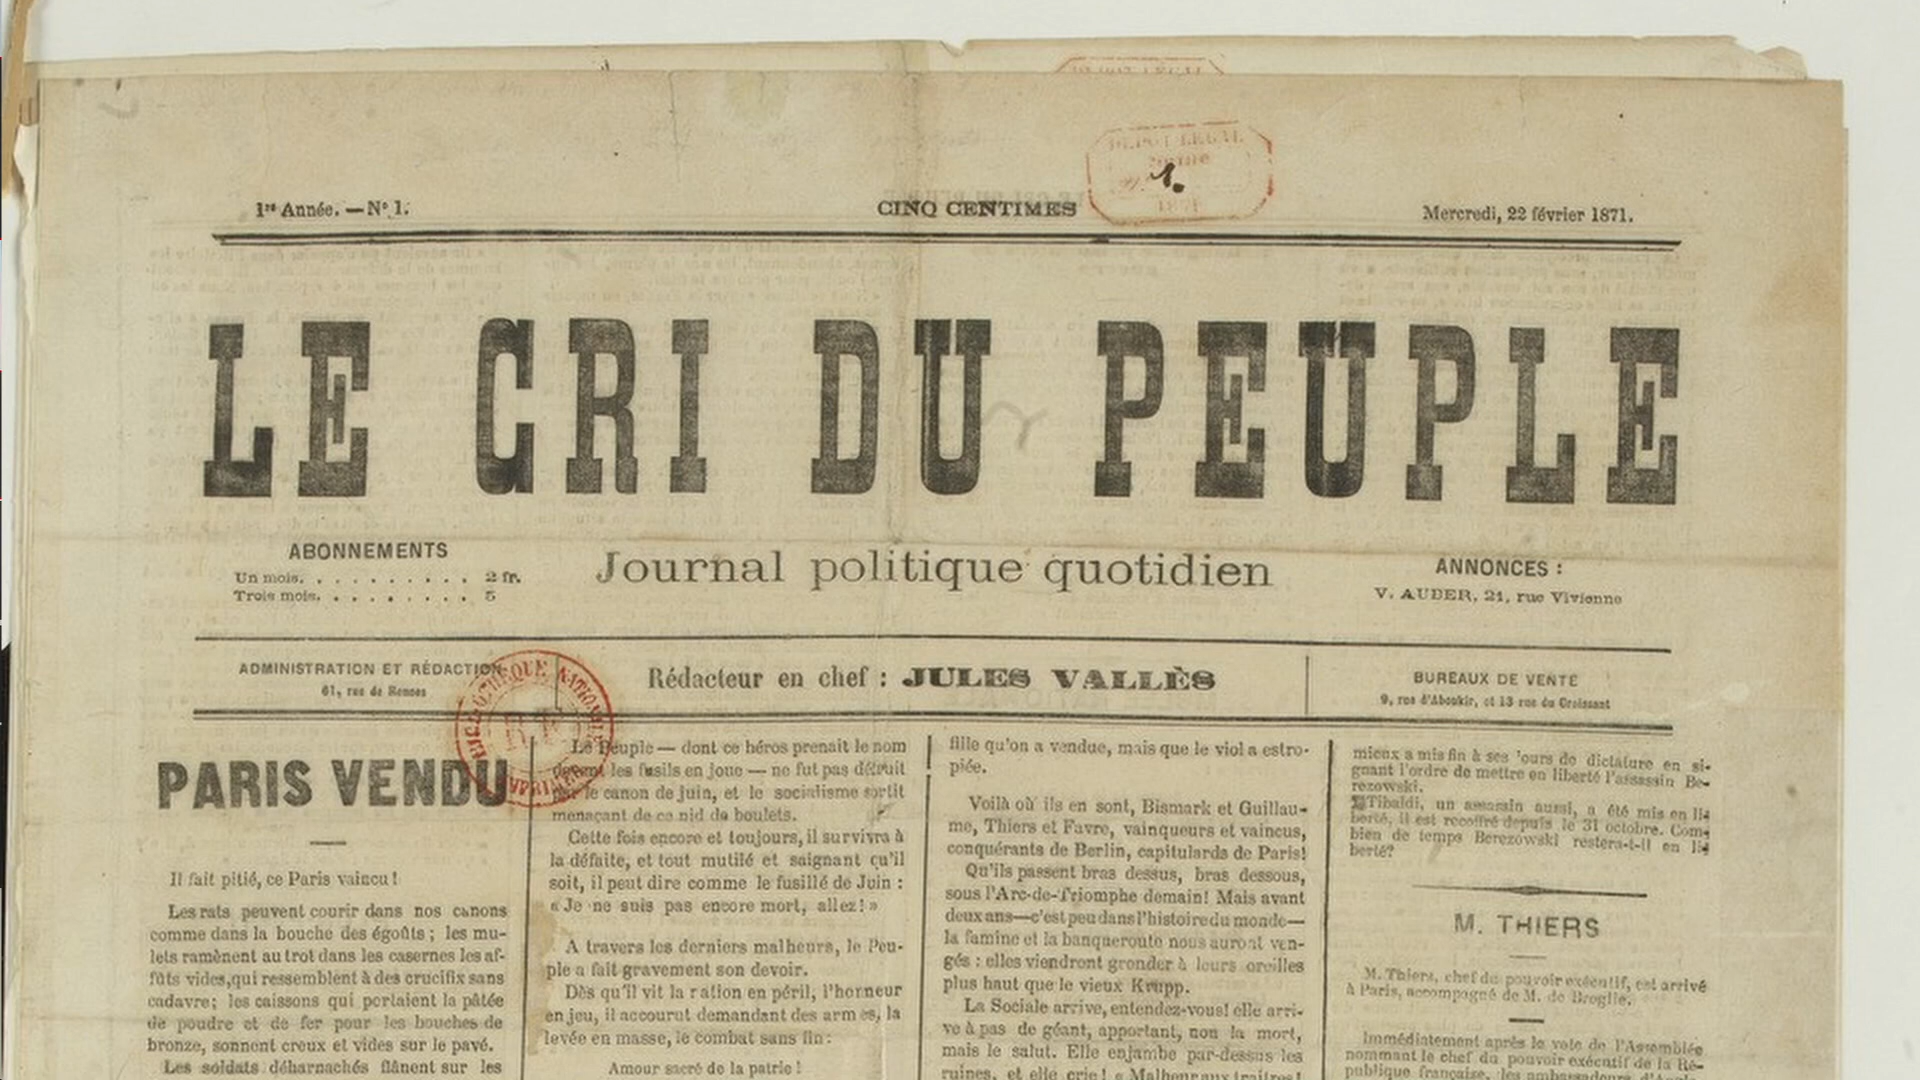 DEPOT LEGAL
1.
1re Année. — No 1.
CINQ CENTIMES
Mercredi, 22 février 1871.
LE CRI DU PEUPLE
ABONNEMENTS
Un mois. . . . . . . . . . . 2 fr.
Trois mois. . . . . . . . . . 5
Journal politique quotidien
ANNONCES :
V. AUBER, 21, rue Vivienne
ADMINISTRATION ET RÉDACTION
61, rue de Rennes
Rédacteur en chef : JULES VALLÈS
BUREAUX DE VENTE
9, rue d'Aboukir, et 13 rue du Croissant
BIBLIOTHÈQUE NATIONALE
PARIS VENDU
Il fait pitié, ce Paris vaincu !
Les rats peuvent courir dans nos canons
comme dans la bouche des égoûts ; les mu-
lets ramènent au trot dans les casernes les af-
fûts vides, qui ressemblent à des crucifix sans
cadavre ; les caissons qui portaient la pâtée
de poudre et de fer pour les bouches de
bronze, sonnent creux et vides sur le pavé.
Les soldats déharnachés flânent sur les
Le Peuple — dont ce héros prenait le nom
devant les fusils en joue — ne fut pas détruit
par le canon de juin, et le socialisme sortit
menaçant de ce nid de boulets.
Cette fois encore et toujours, il survivra à
la défaite, et tout mutilé et saignant qu'il
soit, il peut dire comme le fusillé de Juin :
« Je ne suis pas encore mort, allez ! »
A travers les derniers malheurs, le Peu-
ple a fait gravement son devoir.
Dès qu'il vit la ration en péril, l'honneur
en jeu, il accourut demandant des armes, la
levée en masse, le combat sans fin :
Amour sacré de la patrie !
fille qu'on a vendue, mais que le viol a estro-
piée.
Voilà où ils en sont, Bismark et Guillau-
me, Thiers et Favre, vainqueurs et vaincus,
conquérants de Berlin, capitulards de Paris !
Qu'ils passent bras dessus, bras dessous,
sous l'Arc-de-Triomphe demain ! Mais avant
deux ans — c'est peu dans l'histoire du monde —
la famine et la banqueroute nous auront ven-
gés : elles viendront gronder à leurs oreilles
plus haut que le vieux Krupp.
La Sociale arrive, entendez-vous ! elle arri-
ve à pas de géant, apportant, non la mort,
mais le salut. Elle enjambe par-dessus les
ruines, et elle crie ! « Malheur aux traîtres !
mieux a mis fin à ses 'ours de dictature en si-
gnant l'ordre de mettre en liberté l'assassin Be-
rezowski.
Tibaldi, un assassin aussi, a été mis en li-
berté, il est recoffré depuis le 31 octobre. Com-
bien de temps Berezowski restera-t-il en li-
berté ?
M. THIERS
M. Thiers, chef du pouvoir exécutif, est arrivé
à Paris, accompagné de M. de Broglie.
Immédiatement après le vote de l'Assemblée
nommant le chef du pouvoir exécutif de la Ré-
publique française, les ambassadeurs